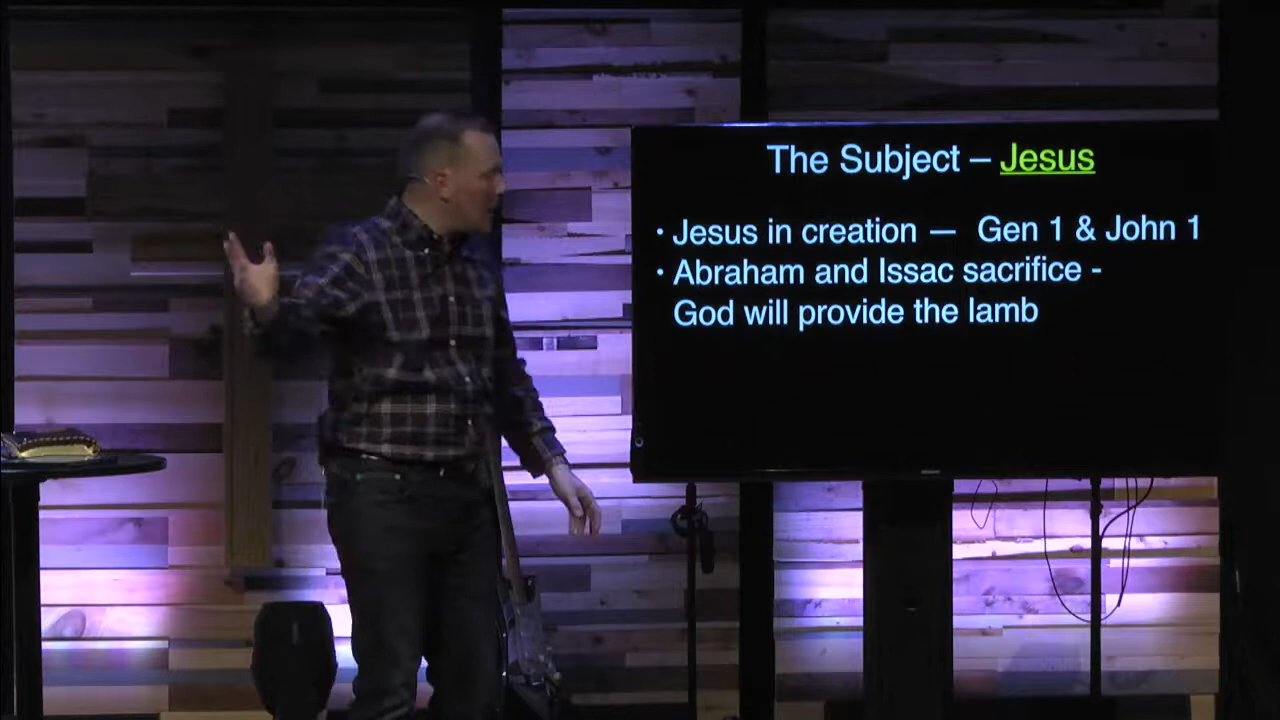 The Subject – Jesus
• Jesus in creation — Gen 1 & John 1
• Abraham and Issac sacrifice -
God will provide the lamb